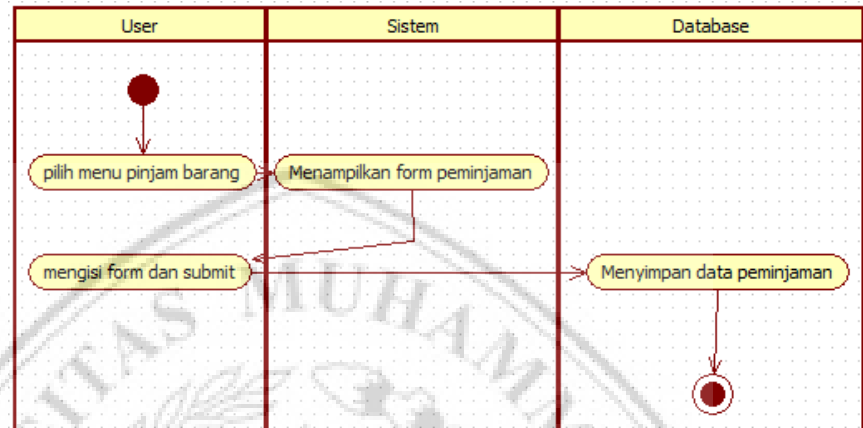 User
Sistem
Database
pilih menu pinjam barang
Menampilkan form peminjaman
mengisi form dan submit
Menyimpan data peminjaman